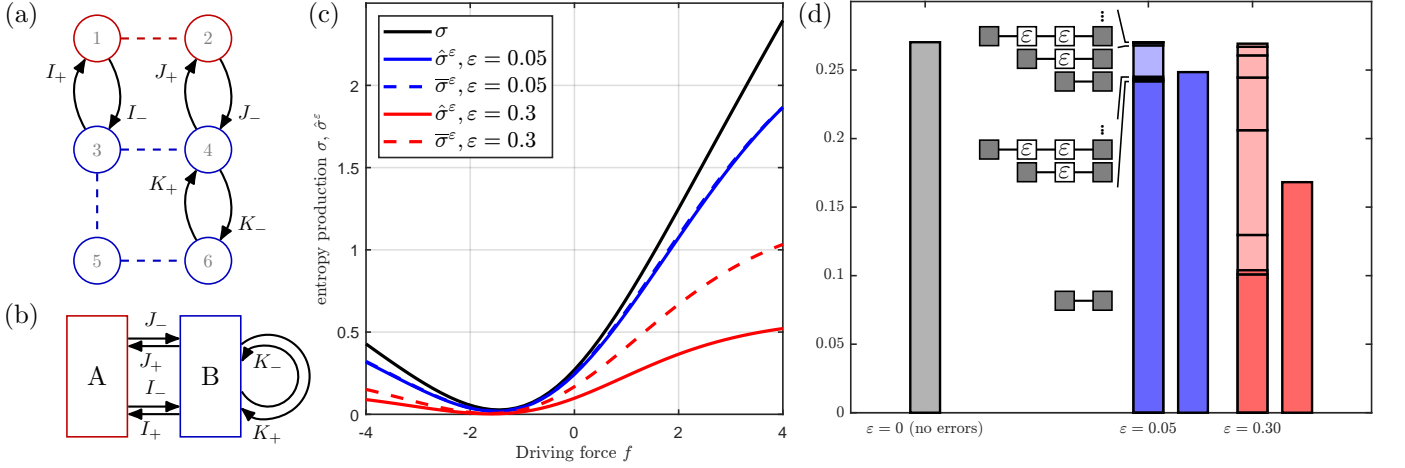 (a)
1
2
I₊
J₊
I₋
J₋
3
4
K₊
K₋
5
6
(b)
A
B
J₋
J₊
I₋
I₊
K₋
K₊
(c)
σ
σ̂^ε, ε = 0.05
σ̅^ε, ε = 0.05
σ̂^ε, ε = 0.3
σ̅^ε, ε = 0.3
entropy production σ, σ̂^ε
2
1.5
1
0.5
0
-4
-2
0
2
4
Driving force f
(d)
0.25
0.2
0.15
0.1
0.05
0
ε ε
ε
ε ε
ε
ε = 0 (no errors)
ε = 0.05
ε = 0.30